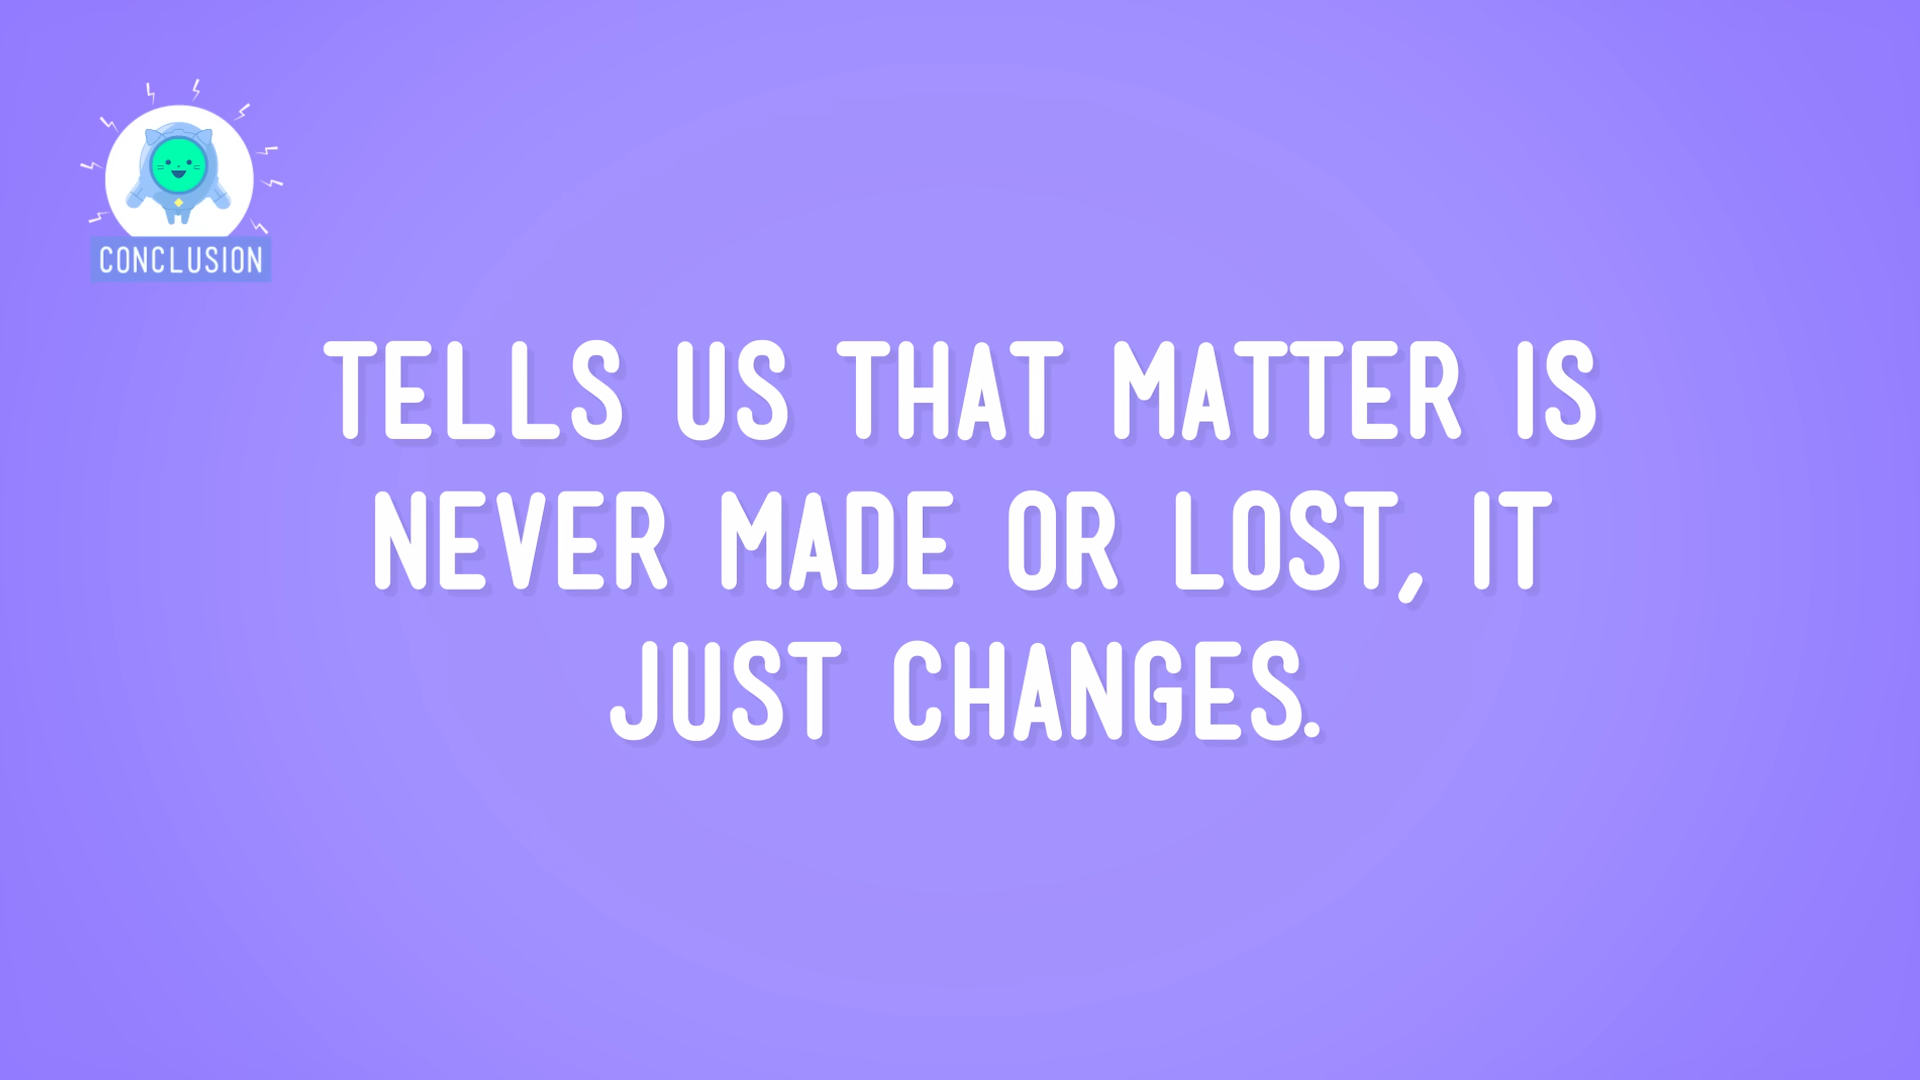 CONCLUSION
TELLS US THAT MATTER IS
NEVER MADE OR LOST, IT
JUST CHANGES.